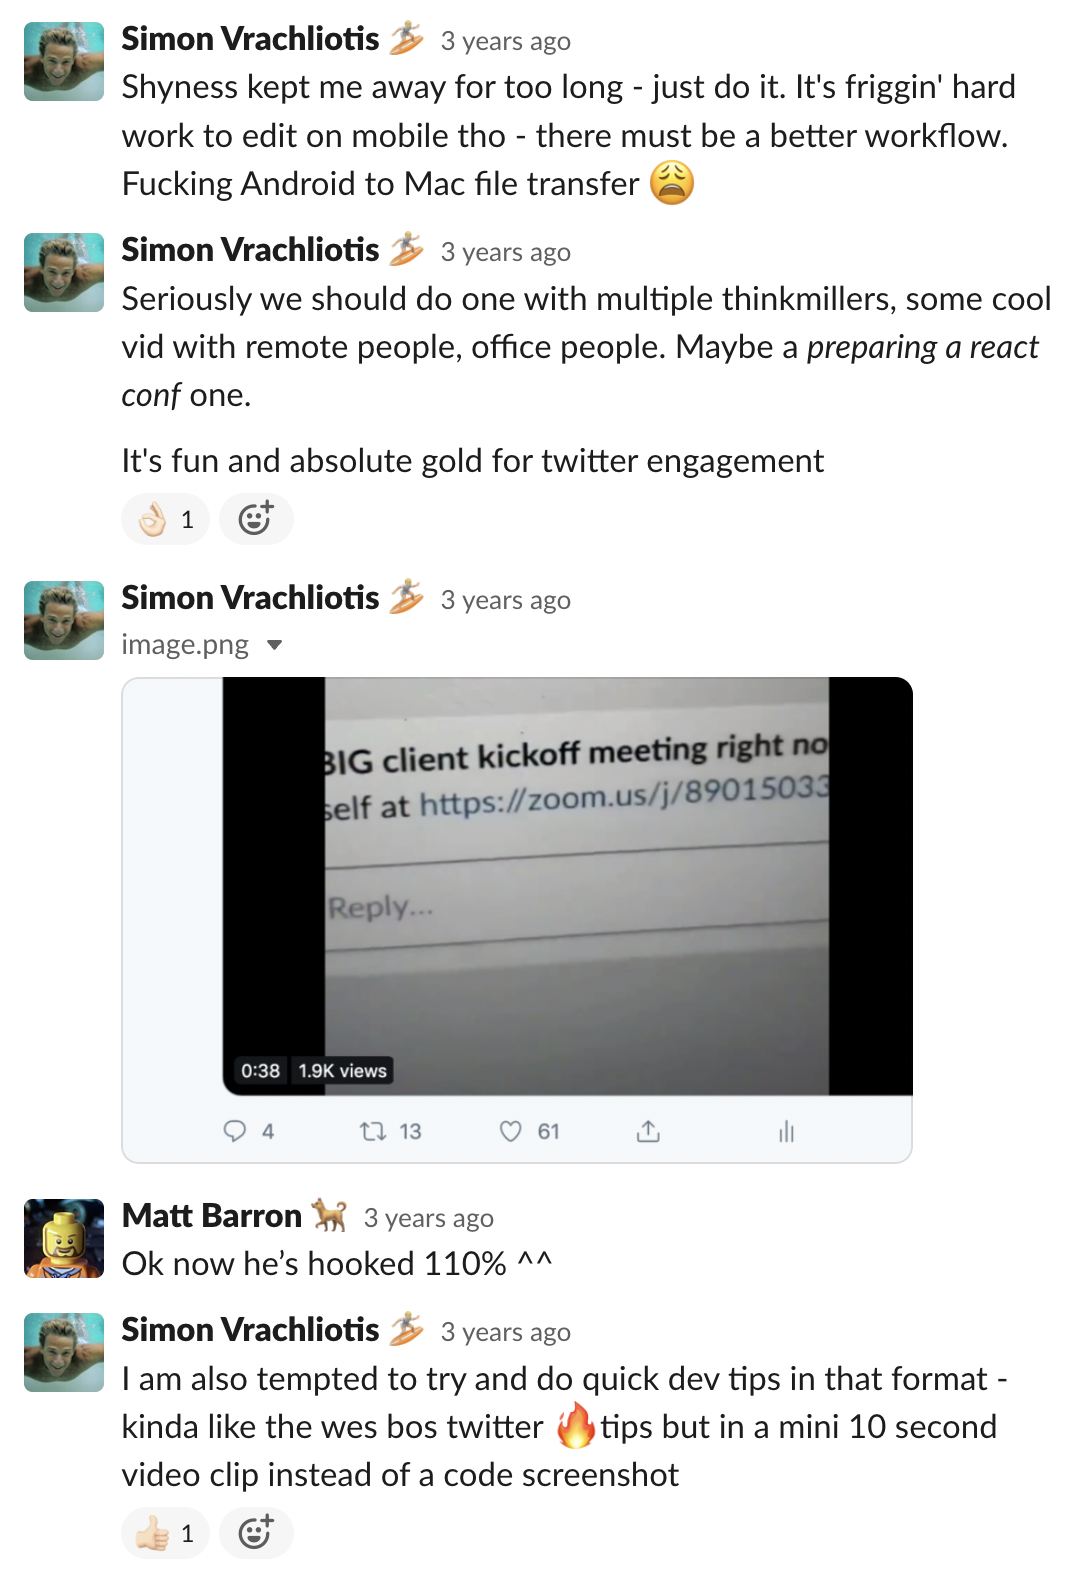 Simon Vrachliotis 🏄 3 years ago
Shyness kept me away for too long - just do it. It's friggin' hard
work to edit on mobile tho - there must be a better workflow.
Fucking Android to Mac file transfer 😩
Simon Vrachliotis 🏄 3 years ago
Seriously we should do one with multiple thinkmillers, some cool
vid with remote people, office people. Maybe a preparing a react
conf one.
It's fun and absolute gold for twitter engagement
👌🏻 1
Simon Vrachliotis 🏄 3 years ago
image.png
BIG client kickoff meeting right no
self at https://zoom.us/j/89015033
Reply...
0:38 1.9K views
4 13 61
Matt Barron 🐕 3 years ago
Ok now he’s hooked 110% ^^
Simon Vrachliotis 🏄 3 years ago
I am also tempted to try and do quick dev tips in that format -
kinda like the wes bos twitter 🔥 tips but in a mini 10 second
video clip instead of a code screenshot
👍🏻 1